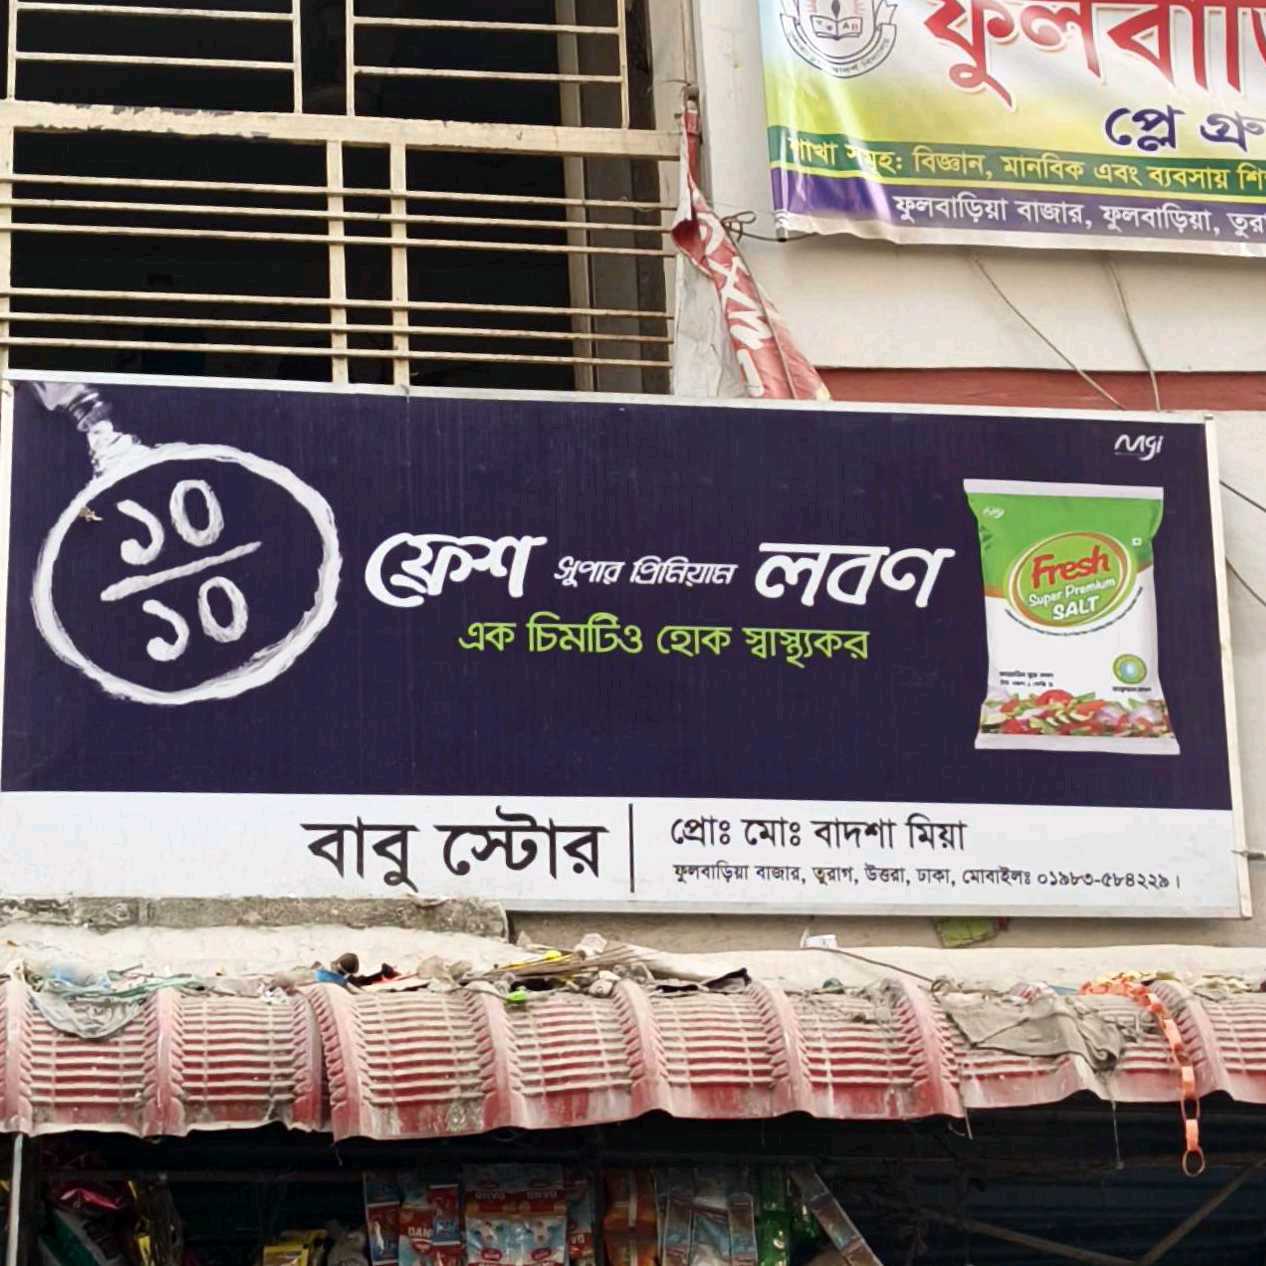 ফুলবাড়ি
প্লে গ্রু
শাখা সমূহ: বিজ্ঞান, মানবিক এবং ব্যবসায় শি
ফুলবাড়িয়া বাজার, ফুলবাড়িয়া, তুরা
mgi
১০
১০
ফ্রেশ সুপার প্রিমিয়াম লবণ
এক চিমটিও হোক স্বাস্থ্যকর
Fresh
Super Premium
SALT
বাবু স্টোর
প্রোঃ মোঃ বাদশা মিয়া
ফুলবাড়িয়া বাজার, তুরাগ, উত্তরা, ঢাকা, মোবাইলঃ ০১৯৮৩-৫৮৪২২৯।